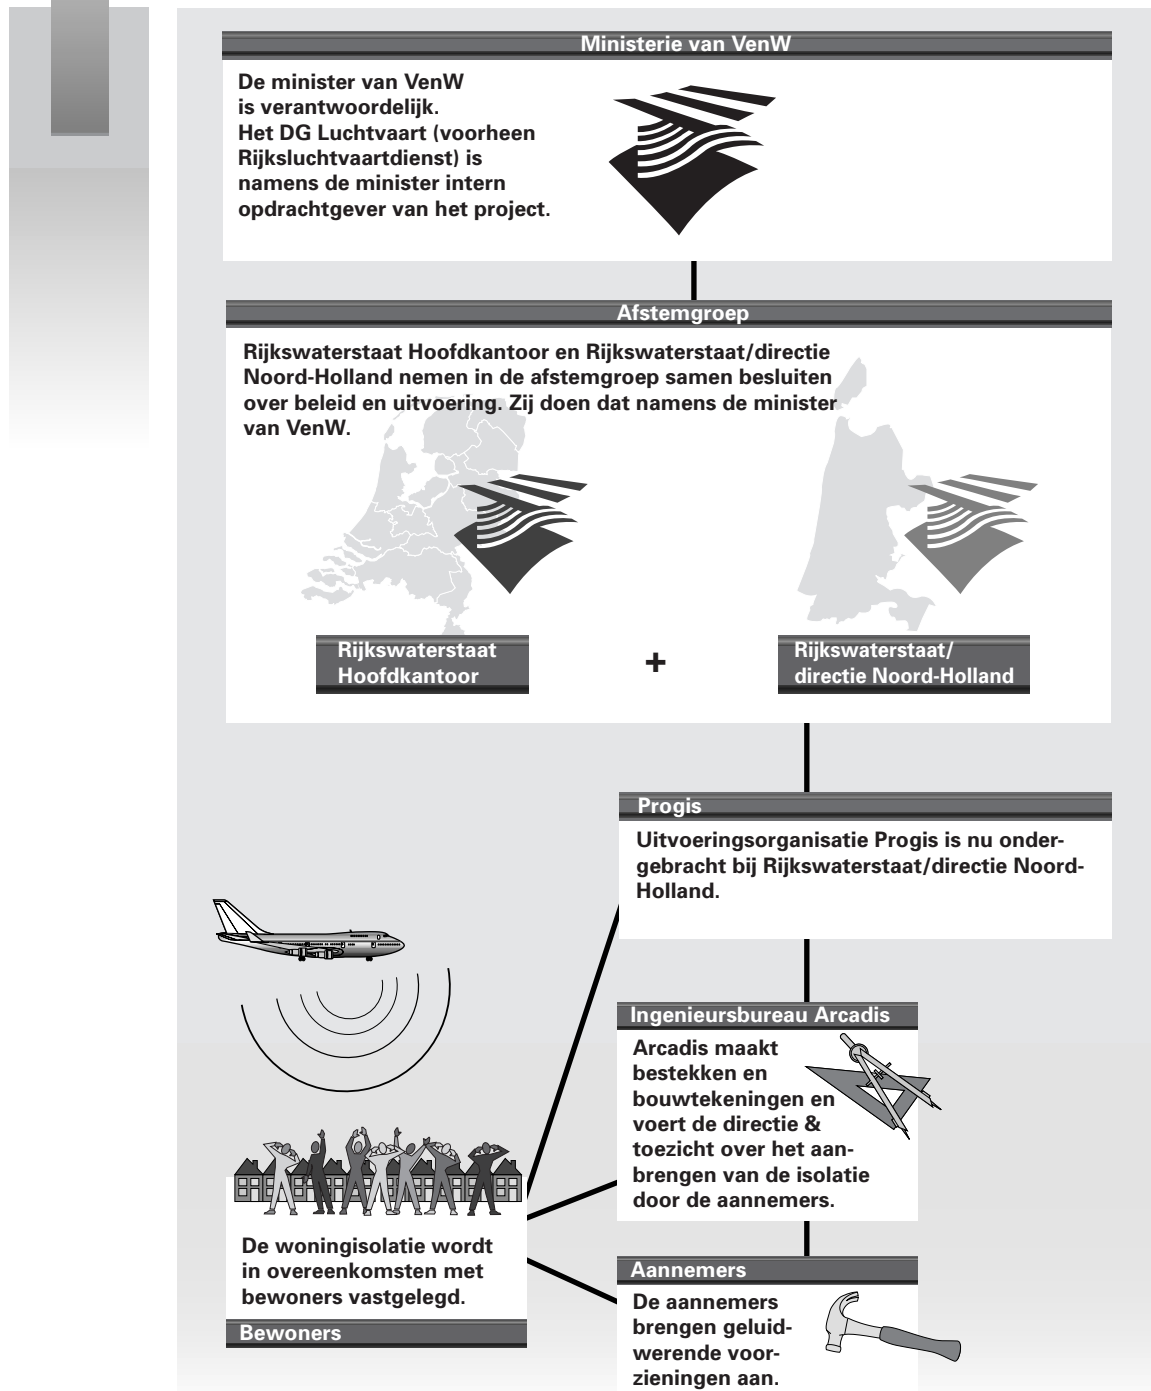 Ministerie van VenW
De minister van VenW
is verantwoordelijk.
Het DG Luchtvaart (voorheen
Rijksluchtvaartdienst) is
namens de minister intern
opdrachtgever van het project.
Afstemgroep
Rijkswaterstaat Hoofdkantoor en Rijkswaterstaat/directie
Noord-Holland nemen in de afstemgroep samen besluiten
over beleid en uitvoering. Zij doen dat namens de minister
van VenW.
Rijkswaterstaat
Hoofdkantoor
+
Rijkswaterstaat/
directie Noord-Holland
Progis
Uitvoeringsorganisatie Progis is nu onder-
gebracht bij Rijkswaterstaat/directie Noord-
Holland.
Ingenieursbureau Arcadis
Arcadis maakt
bestekken en
bouwtekeningen en
voert de directie &
toezicht over het aan-
brengen van de isolatie
door de aannemers.
De woningisolatie wordt
in overeenkomsten met
bewoners vastgelegd.
Bewoners
Aannemers
De aannemers
brengen geluid-
werende voor-
zieningen aan.